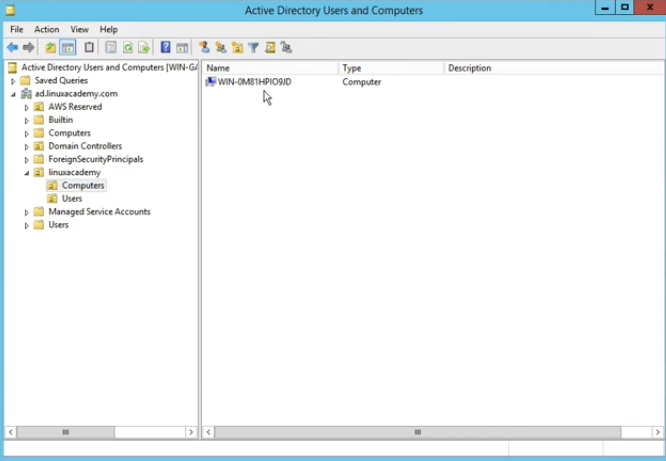 Active Directory Users and Computers
File Action View Help
Active Directory Users and Computers [WIN-GA
Saved Queries
ad.linuxacademy.com
AWS Reserved
Builtin
Computers
Domain Controllers
ForeignSecurityPrincipals
linuxacademy
Computers
Users
Managed Service Accounts
Users
Name Type Description
WIN-0M81HPIO9JD Computer